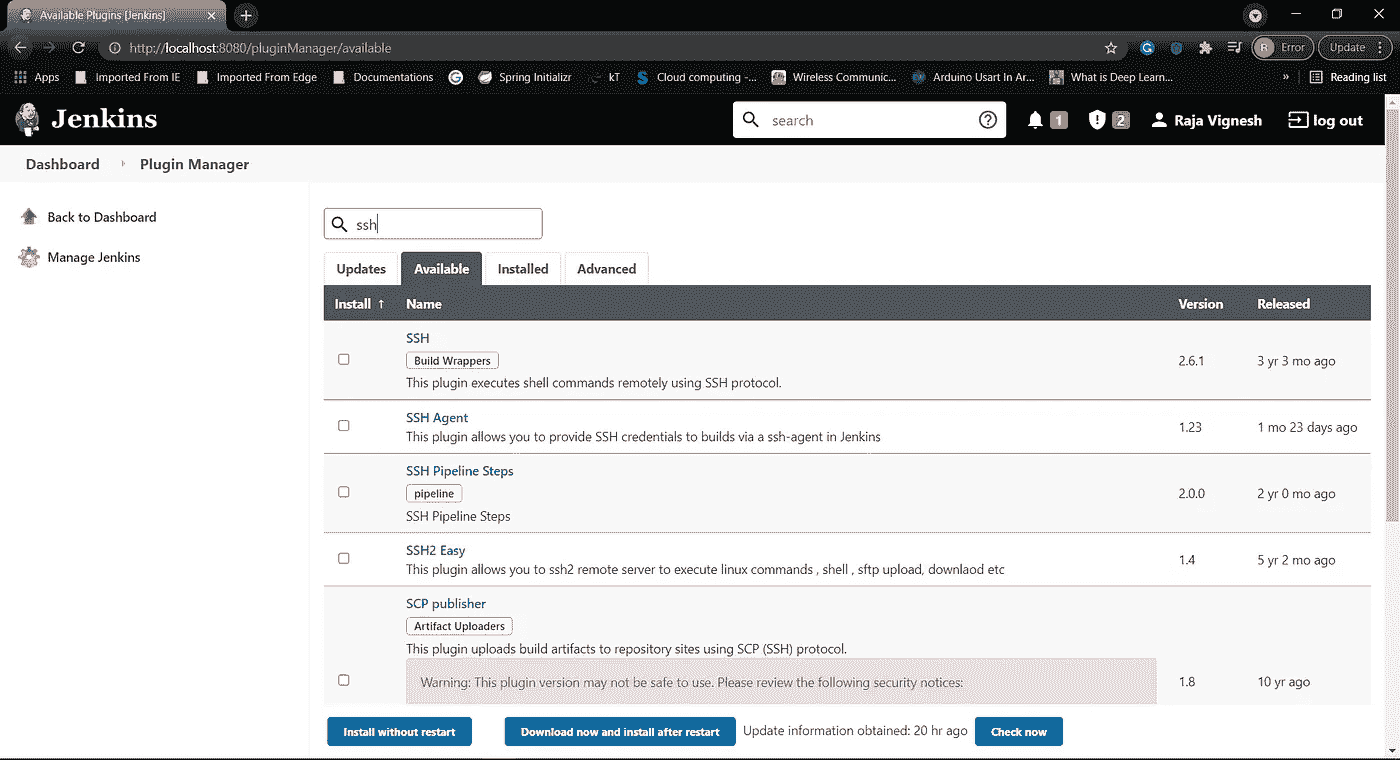 Available Plugins [Jenkins]
http://localhost:8080/pluginManager/available
R Error
Update
Apps Imported From IE Imported From Edge Documentations Spring Initializr kT Cloud computing -... Wireless Communic... Arduino Usart In Ar... What is Deep Learn... » Reading list
Jenkins
search
1
2
Raja Vignesh
log out
Dashboard Plugin Manager
Back to Dashboard
Manage Jenkins
ssh
Updates Available Installed Advanced
Install ↑ Name Version Released
SSH
Build Wrappers
This plugin executes shell commands remotely using SSH protocol.
2.6.1 3 yr 3 mo ago
SSH Agent
This plugin allows you to provide SSH credentials to builds via a ssh-agent in Jenkins
1.23 1 mo 23 days ago
SSH Pipeline Steps
pipeline
SSH Pipeline Steps
2.0.0 2 yr 0 mo ago
SSH2 Easy
This plugin allows you to ssh2 remote server to execute linux commands , shell , sftp upload, downlaod etc
1.4 5 yr 2 mo ago
SCP publisher
Artifact Uploaders
This plugin uploads build artifacts to repository sites using SCP (SSH) protocol.
Warning: This plugin version may not be safe to use. Please review the following security notices:
1.8 10 yr ago
Install without restart Download now and install after restart Update information obtained: 20 hr ago Check now